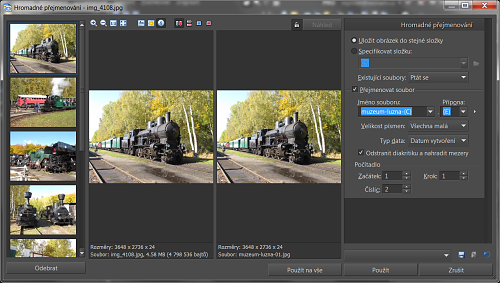 Hromadné přejmenování - img_4108.jpg
Náhled
Hromadné přejmenování
Uložit obrázek do stejné složky
Specifikovat složku:
Existující soubory: Ptát se
Přejmenovat soubor
Jméno souboru: Přípona:
muzeum-luzna-{C} {E}
Velikost písmen: Všechna malá
Typ data: Datum vytvoření
Odstranit diakritiku a nahradit mezery
Počítadlo
Začátek: 1 Krok: 1
Číslic: 2
Rozměry: 3648 x 2736 x 24
Soubor: img_4108.jpg, 4.58 MB (4 798 536 bajtů)
Rozměry: 3648 x 2736 x 24
Soubor: muzeum-luzna-01.jpg
Odebrat
Použít na vše
Použít
Zrušit